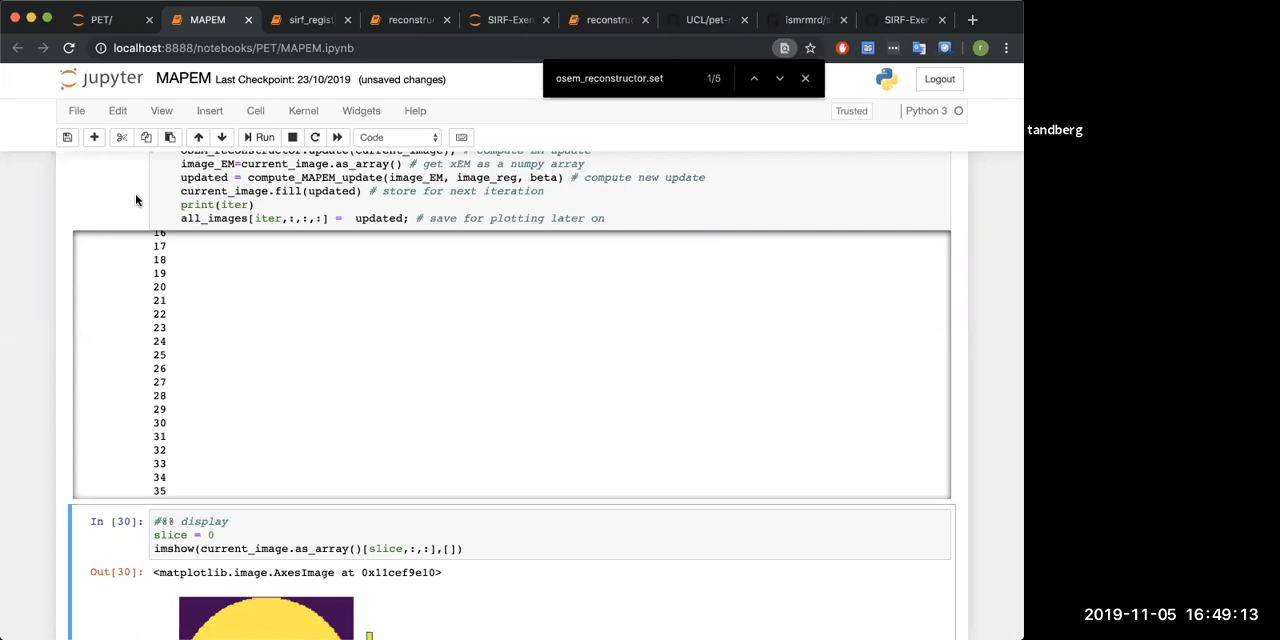 PET/
MAPEM
sirf_regist
reconstruc
SIRF-Exer
reconstruc
UCL/pet-
ismrmrd/s
SIRF-Exer
localhost:8888/notebooks/PET/MAPEM.ipynb
jupyter MAPEM Last Checkpoint: 23/10/2019 (unsaved changes)
osem_reconstructor.set 1/5
Logout
File Edit View Insert Cell Kernel Widgets Help
Trusted
Python 3
Run
Code
tandberg
image_EM=current_image.as_array() # get xEM as a numpy array
updated = compute_MAPEM_update(image_EM, image_reg, beta) # compute new update
current_image.fill(updated) # store for next iteration
print(iter)
all_images[iter,:,:,:] = updated; # save for plotting later on
16
17
18
19
20
21
22
23
24
25
26
27
28
29
30
31
32
33
34
35
In [30]: #%% display
slice = 0
imshow(current_image.as_array()[slice,:,:],[])
Out[30]: <matplotlib.image.AxesImage at 0x11cef9e10>
2019-11-05 16:49:13